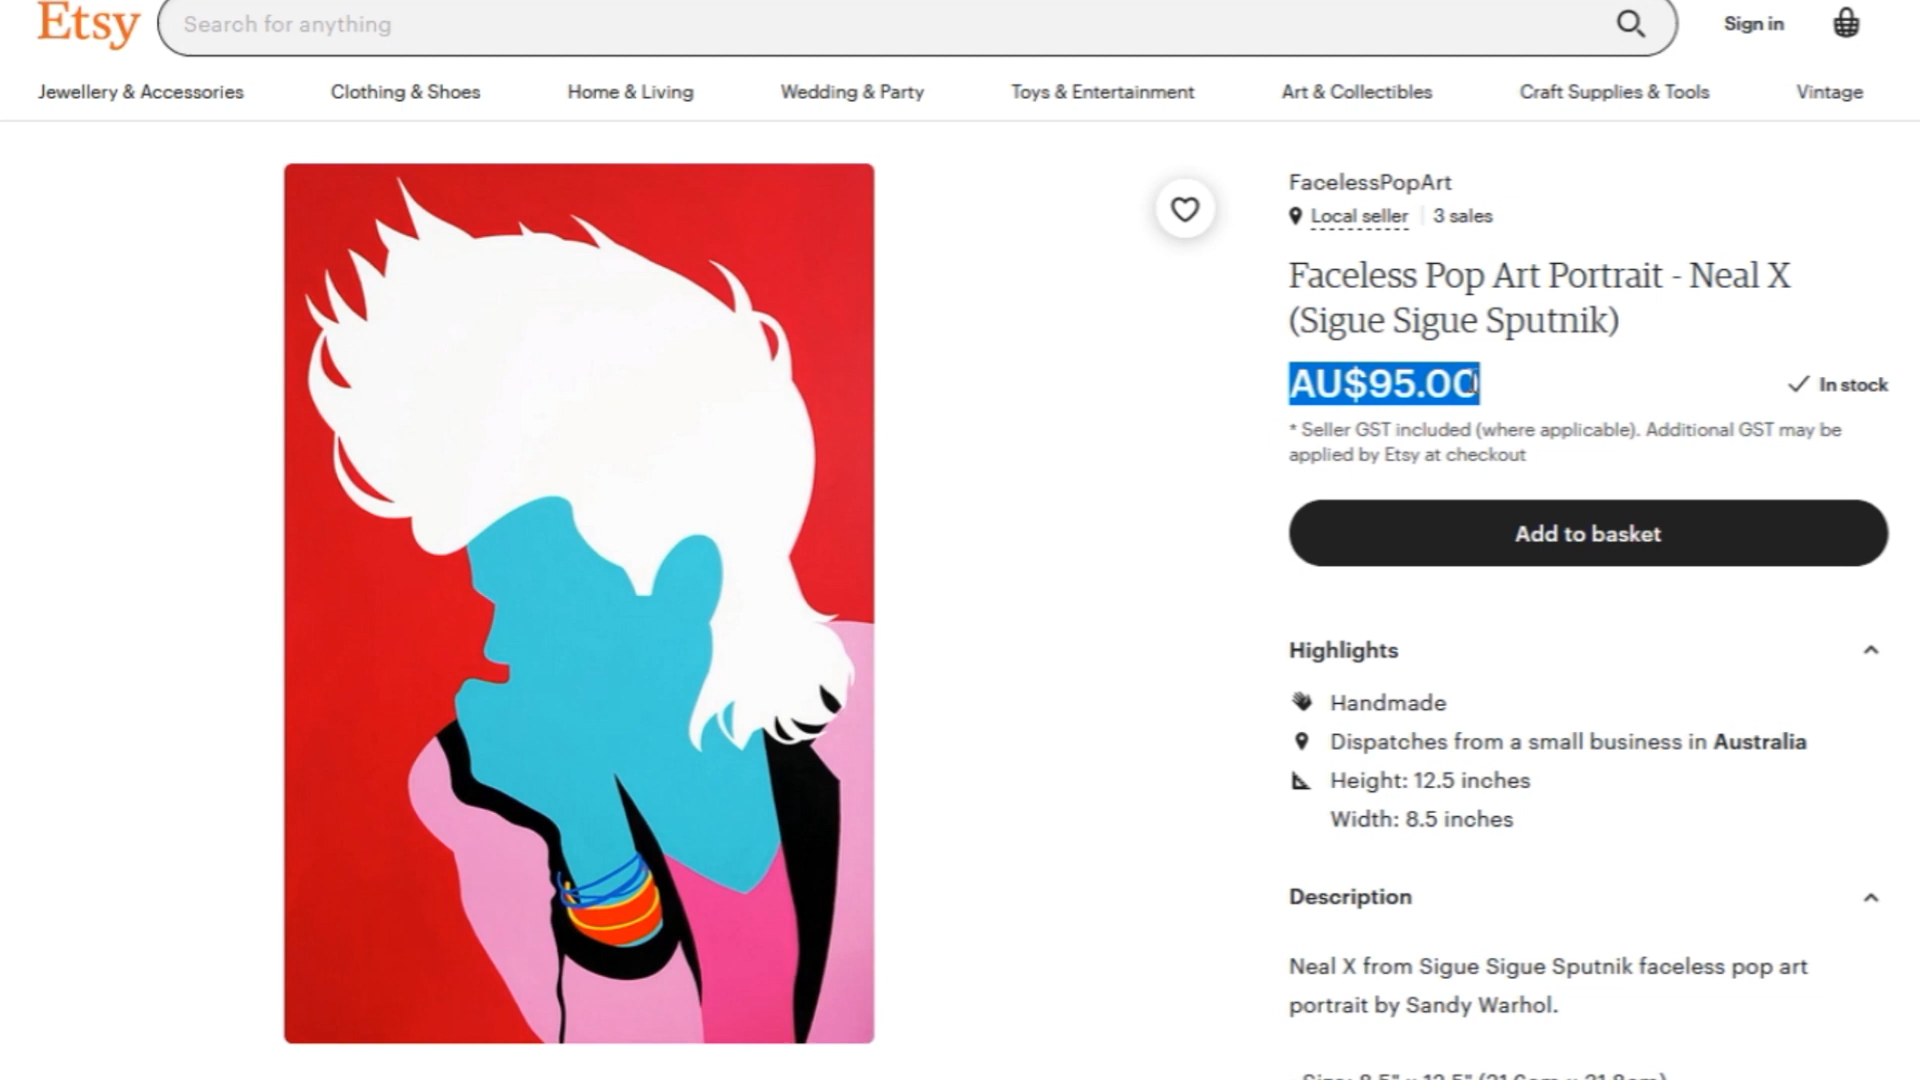 Etsy
Search for anything
Sign in
Jewellery & Accessories
Clothing & Shoes
Home & Living
Wedding & Party
Toys & Entertainment
Art & Collectibles
Craft Supplies & Tools
Vintage
FacelessPopArt
Local seller 3 sales
Faceless Pop Art Portrait - Neal X
(Sigue Sigue Sputnik)
AU$95.00
In stock
* Seller GST included (where applicable). Additional GST may be
applied by Etsy at checkout
Add to basket
Highlights
Handmade
Dispatches from a small business in Australia
Height: 12.5 inches
Width: 8.5 inches
Description
Neal X from Sigue Sigue Sputnik faceless pop art
portrait by Sandy Warhol.